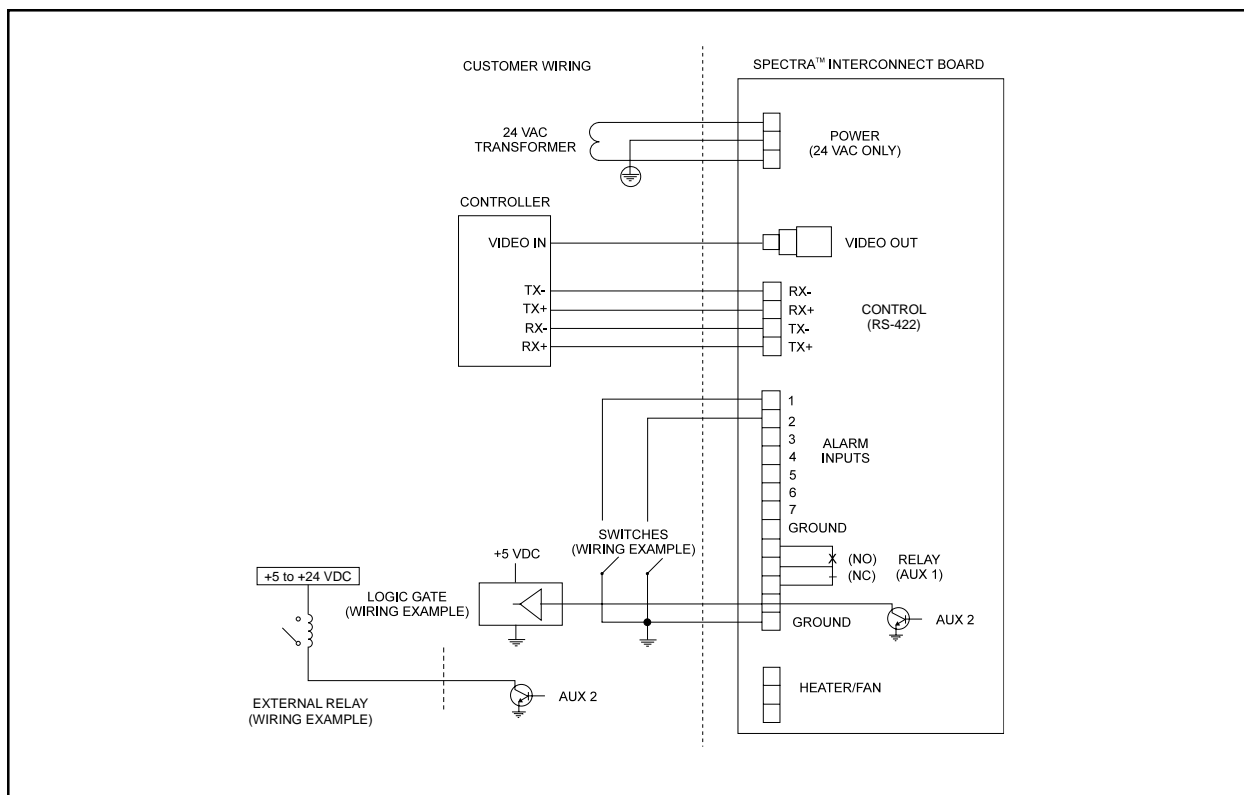 CUSTOMER WIRING
SPECTRA™ INTERCONNECT BOARD
24 VAC
TRANSFORMER
POWER
(24 VAC ONLY)
CONTROLLER
VIDEO IN
VIDEO OUT
TX-
TX+
RX-
RX+
RX-
RX+
TX-
TX+
CONTROL
(RS-422)
1
2
3
4
5
6
7
ALARM
INPUTS
GROUND
SWITCHES
(WIRING EXAMPLE)
(NO)
(NC)
RELAY
(AUX 1)
+5 VDC
+5 to +24 VDC
LOGIC GATE
(WIRING EXAMPLE)
GROUND
AUX 2
HEATER/FAN
AUX 2
EXTERNAL RELAY
(WIRING EXAMPLE)